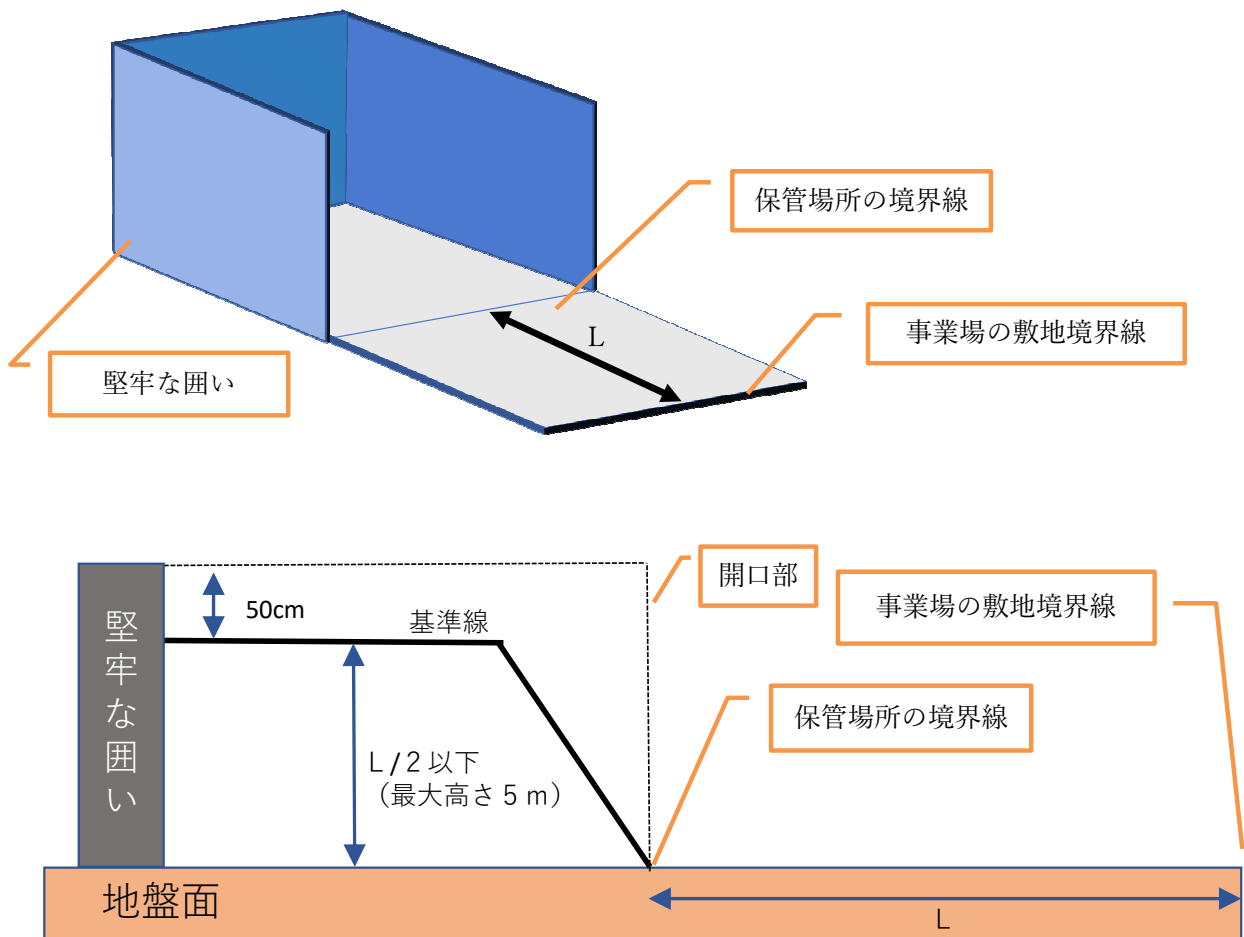 保管場所の境界線
L
事業場の敷地境界線
堅牢な囲い
開口部
50cm
事業場の敷地境界線
基準線
堅牢な囲い
保管場所の境界線
L/2以下
（最大高さ5m）
地盤面
L